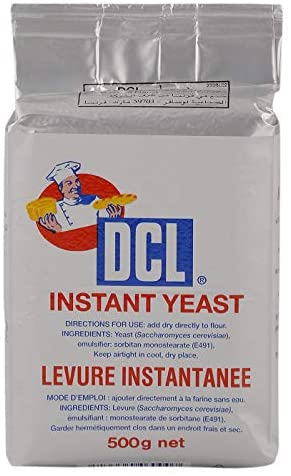 DCL
®
INSTANT YEAST
DIRECTIONS FOR USE: add dry directly to flour.
INGREDIENTS: Yeast (Saccharomyces cerevisiae),
emulsifier: sorbitan monostearate (E491).
Keep airtight in cool, dry place.
LEVURE INSTANTANEE
MODE D'EMPLOI : ajouter directement à la farine sans eau.
INGREDIENTS: Levure (Saccharomyces cerevisiae),
emulsifiant : monostearate de sorbitane (E491).
Garder hermétiquement clos dans un endroit frais et sec.
500g net